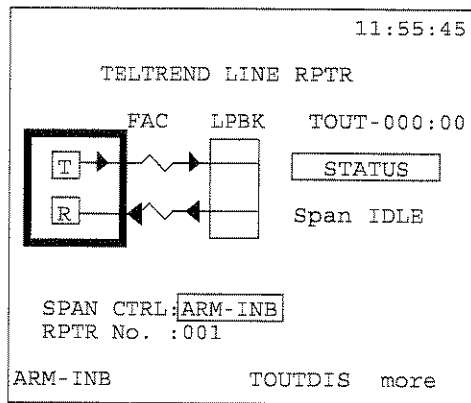 11:55:45
TELTREND LINE RPTR
FAC LPBK TOUT-000:00
T STATUS
R Span IDLE
SPAN CTRL:ARM-INB
RPTR No. :001
ARM-INB TOUTDIS more